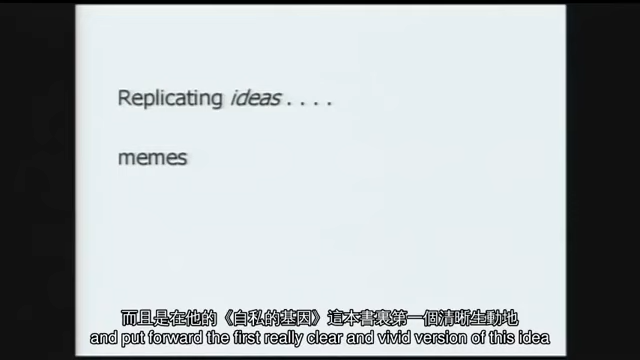 Replicating ideas . . . .
memes
而且是在他的《自私的基因》這本書裏第一個清晰生動地
and put forward the first really clear and vivid version of this idea